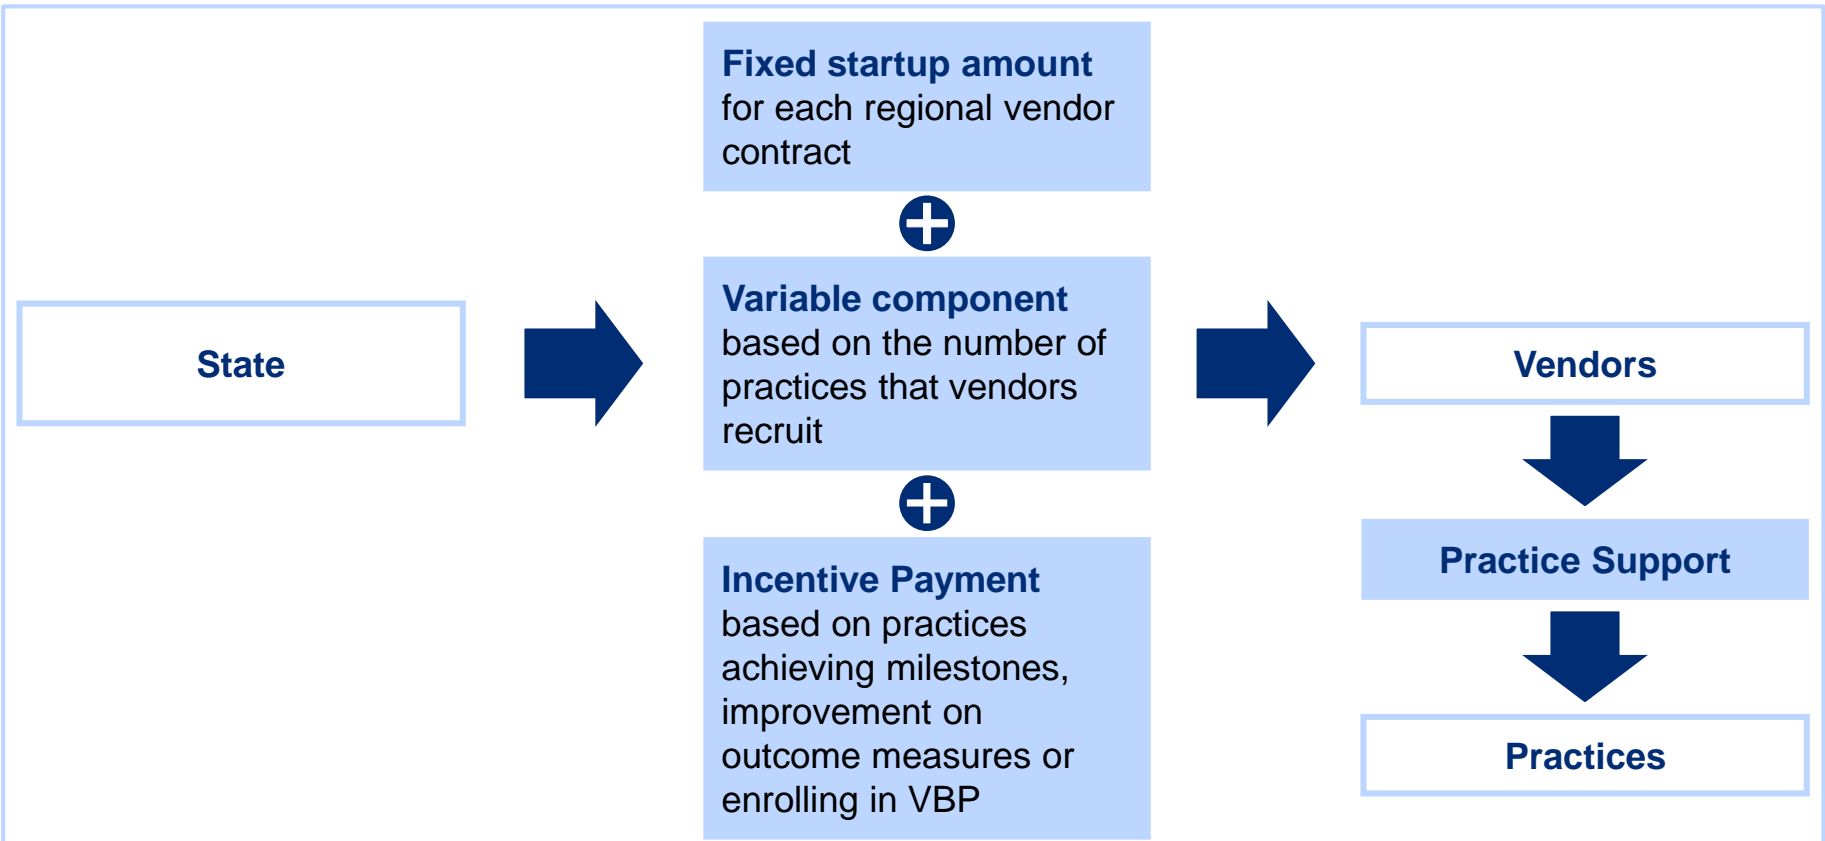 Fixed startup amount
for each regional vendor
contract
Variable component
based on the number of
practices that vendors
recruit
State
Vendors
Incentive Payment
based on practices
achieving milestones,
improvement on
outcome measures or
enrolling in VBP
Practice Support
Practices